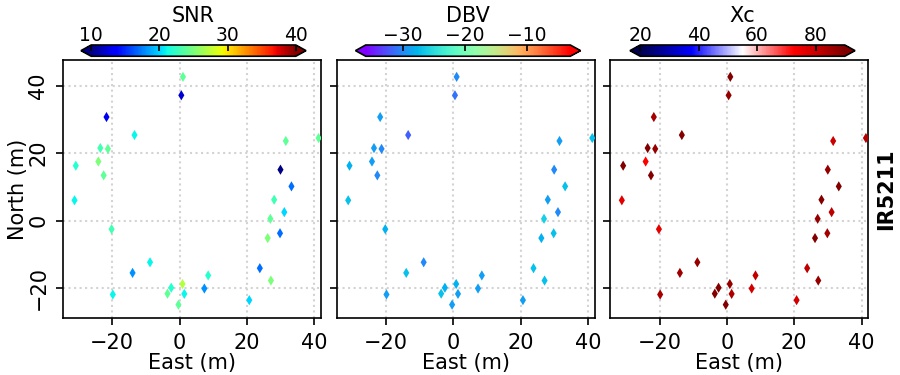 SNR DBV Xc
10 20 30 40 −30 −20 −10 20 40 60 80
North (m)
40
20
0
−20
−20 0 20 40 −20 0 20 40 −20 0 20 40
East (m) East (m) East (m)
IR5211